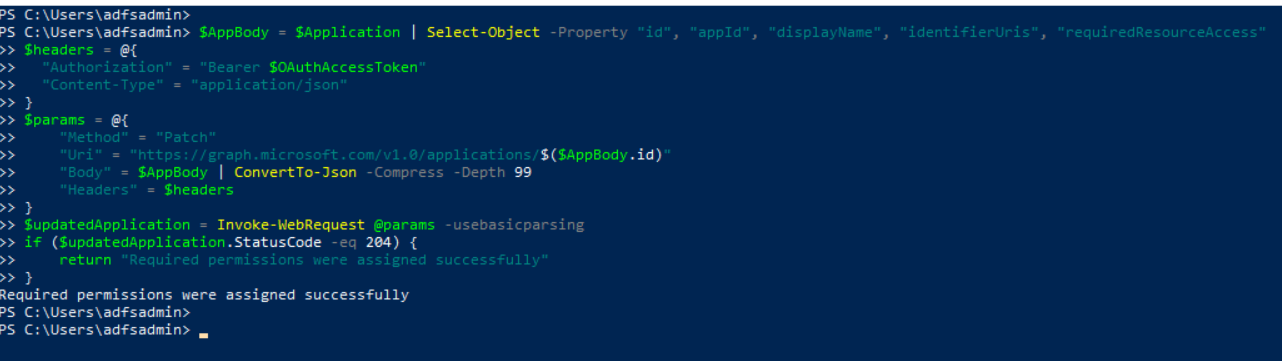 PS C:\Users\adfsadmin>
PS C:\Users\adfsadmin> $AppBody = $Application | Select-Object -Property "id", "appId", "displayName", "identifierUris", "requiredResourceAccess"
>> $headers = @{
>>   "Authorization" = "Bearer $OAuthAccessToken"
>>   "Content-Type" = "application/json"
>> }
>> $params = @{
>>     "Method" = "Patch"
>>     "Uri" = "https://graph.microsoft.com/v1.0/applications/$($AppBody.id)"
>>     "Body" = $AppBody | ConvertTo-Json -Compress -Depth 99
>>     "Headers" = $headers
>> }
>> $updatedApplication = Invoke-WebRequest @params -usebasicparsing
>> if ($updatedApplication.StatusCode -eq 204) {
>>     return "Required permissions were assigned successfully"
>> }
Required permissions were assigned successfully
PS C:\Users\adfsadmin>
PS C:\Users\adfsadmin>